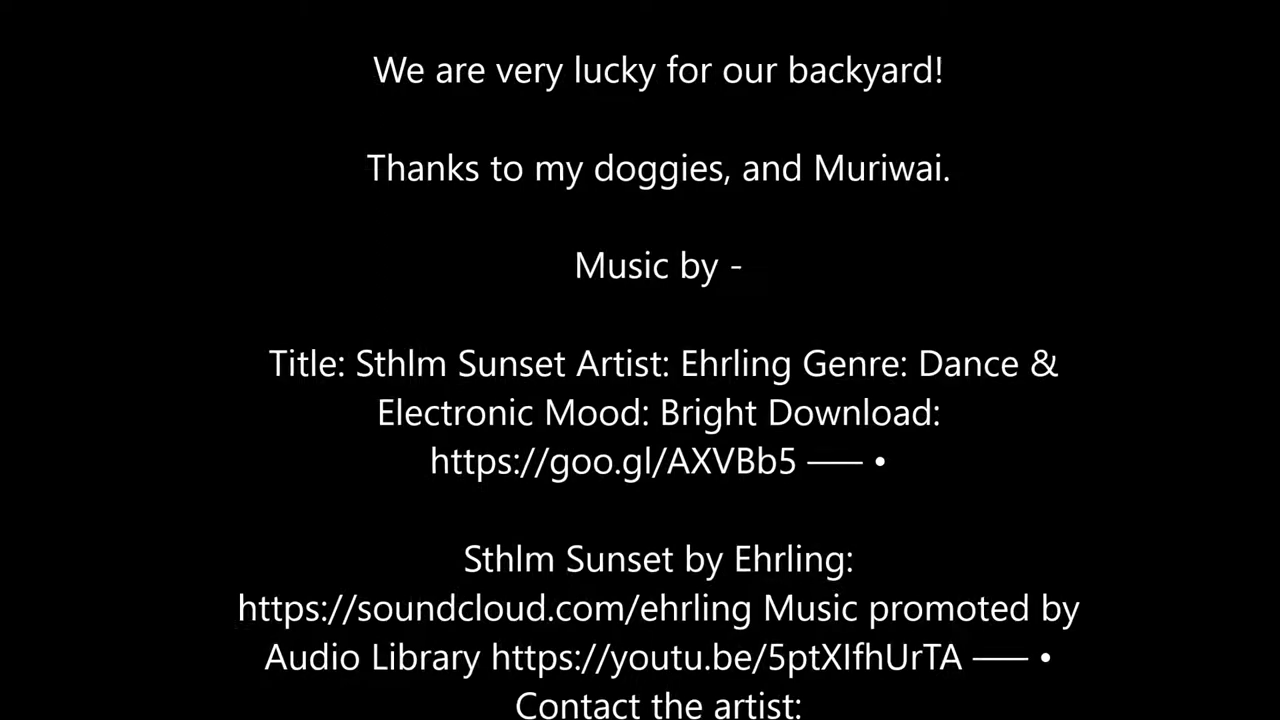 We are very lucky for our backyard!
Thanks to my doggies, and Muriwai.
Music by -
Title: Sthlm Sunset Artist: Ehrling Genre: Dance &
Electronic Mood: Bright Download:
https://goo.gl/AXVBb5 ––– •
Sthlm Sunset by Ehrling:
https://soundcloud.com/ehrling Music promoted by
Audio Library https://youtu.be/5ptXIfhUrTA ––– •
Contact the artist: